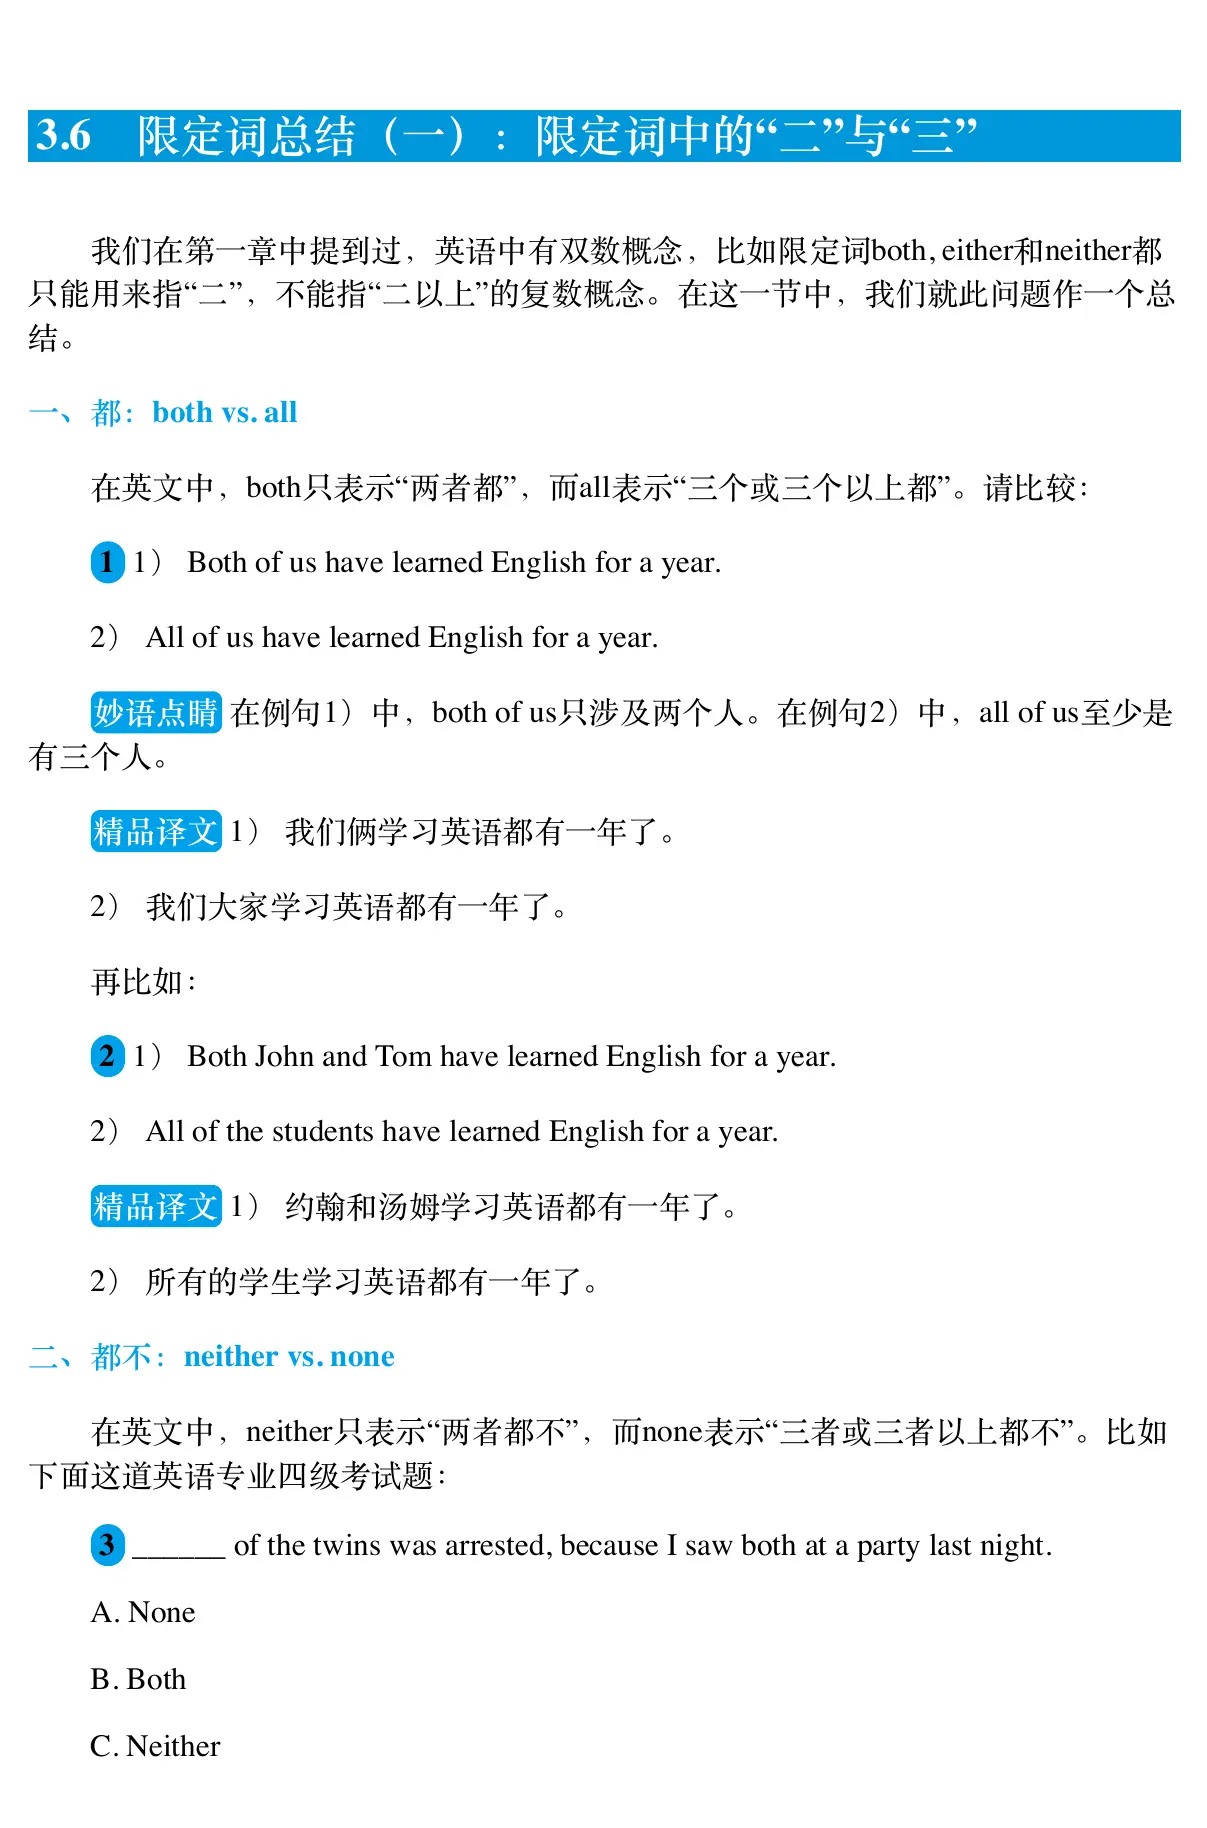 3.6 限定词总结（一）：限定词中的“二”与“三”
我们在第一章中提到过，英语中有双数概念，比如限定词both, either和neither都
只能用来指“二”，不能指“二以上”的复数概念。在这一节中，我们就此问题作一个总
结。
一、都：both vs. all
在英文中，both只表示“两者都”，而all表示“三个或三个以上都”。请比较：
1 1） Both of us have learned English for a year.
2） All of us have learned English for a year.
妙语点睛 在例句1）中，both of us只涉及两个人。在例句2）中，all of us至少是
有三个人。
精品译文 1） 我们俩学习英语都有一年了。
2） 我们大家学习英语都有一年了。
再比如：
2 1） Both John and Tom have learned English for a year.
2） All of the students have learned English for a year.
精品译文 1） 约翰和汤姆学习英语都有一年了。
2） 所有的学生学习英语都有一年了。
二、都不：neither vs. none
在英文中，neither只表示“两者都不”，而none表示“三者或三者以上都不”。比如
下面这道英语专业四级考试题：
3 ______ of the twins was arrested, because I saw both at a party last night.
A. None
B. Both
C. Neither